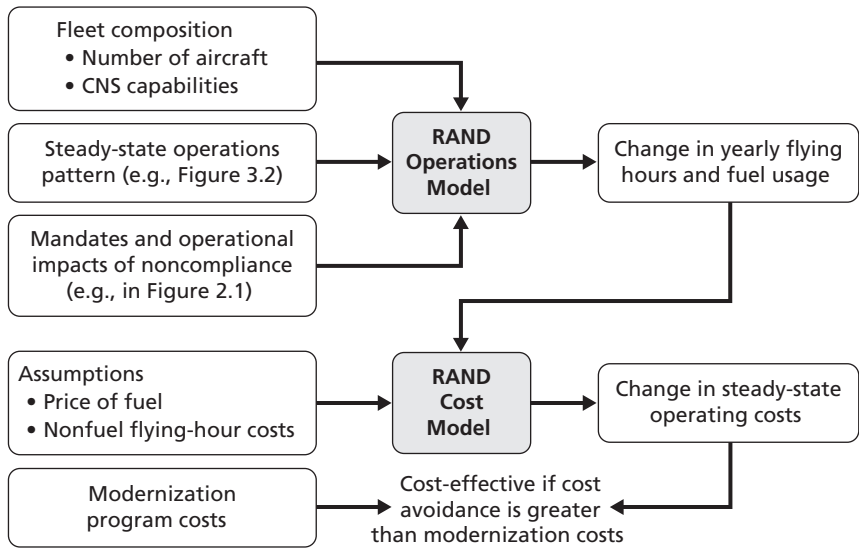 Fleet composition
• Number of aircraft
• CNS capabilities
Steady-state operations
pattern (e.g., Figure 3.2)
Mandates and operational
impacts of noncompliance
(e.g., in Figure 2.1)
RAND
Operations
Model
Change in yearly flying
hours and fuel usage
Assumptions
• Price of fuel
• Nonfuel flying-hour costs
RAND
Cost
Model
Change in steady-state
operating costs
Modernization
program costs
Cost-effective if cost
avoidance is greater
than modernization costs